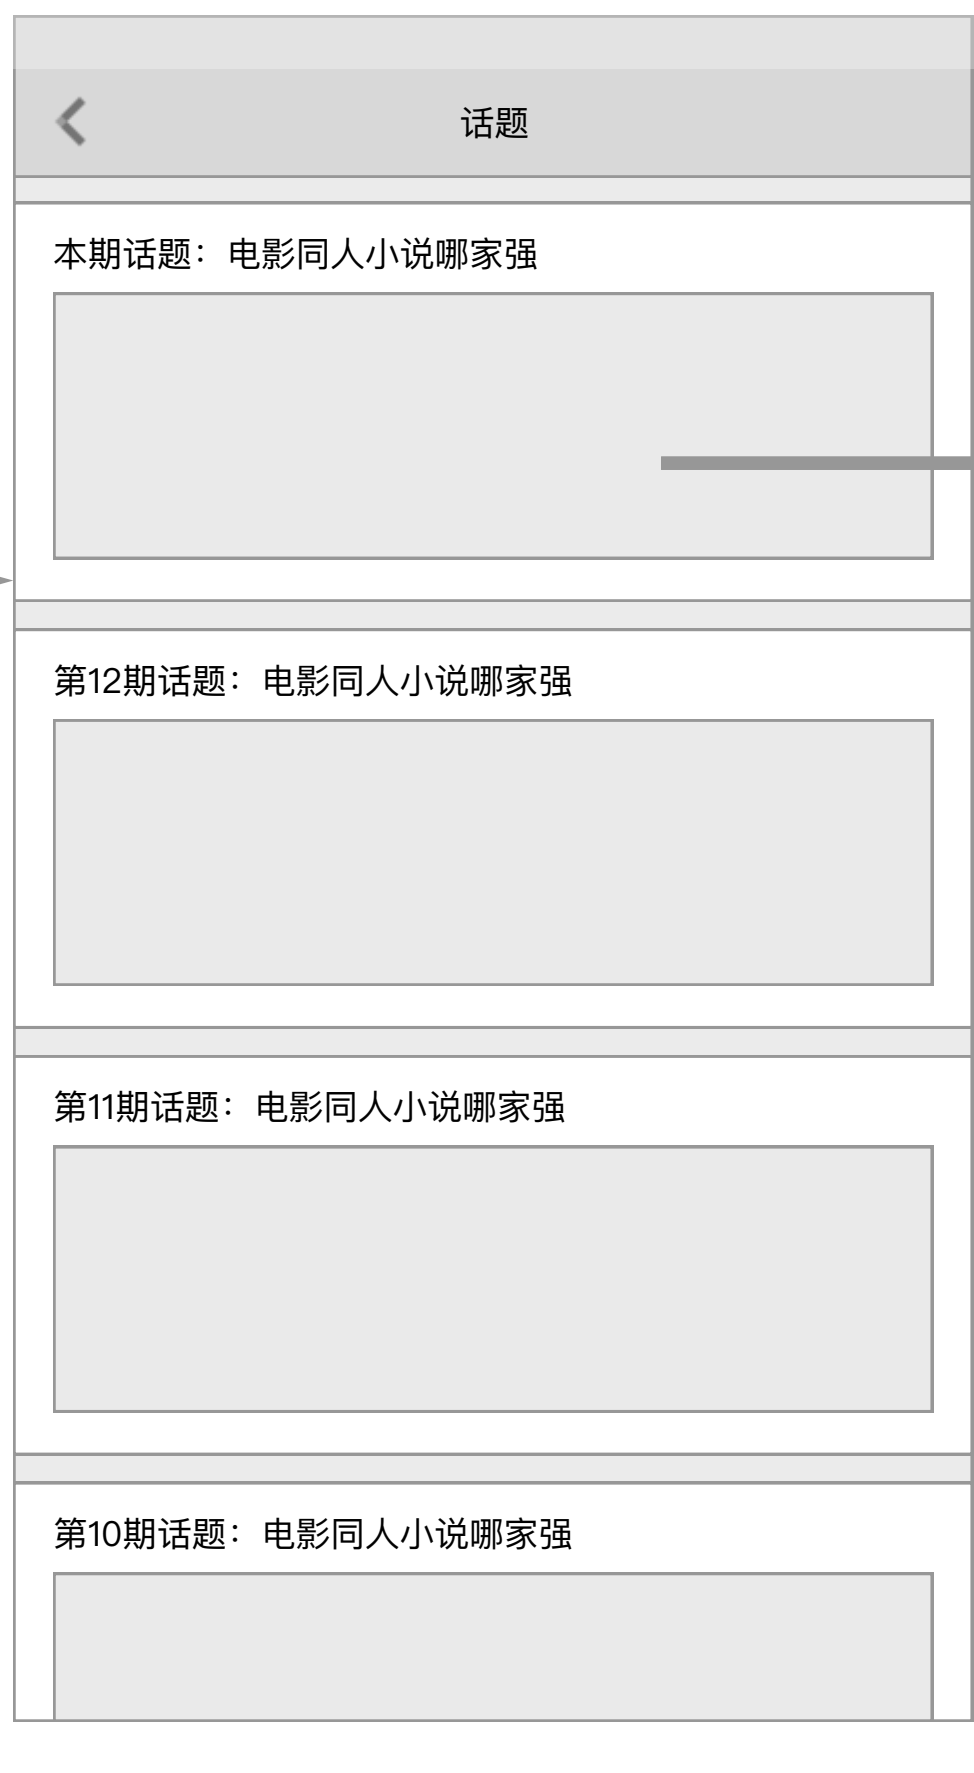 话题
本期话题：电影同人小说哪家强
第12期话题：电影同人小说哪家强
第11期话题：电影同人小说哪家强
第10期话题：电影同人小说哪家强